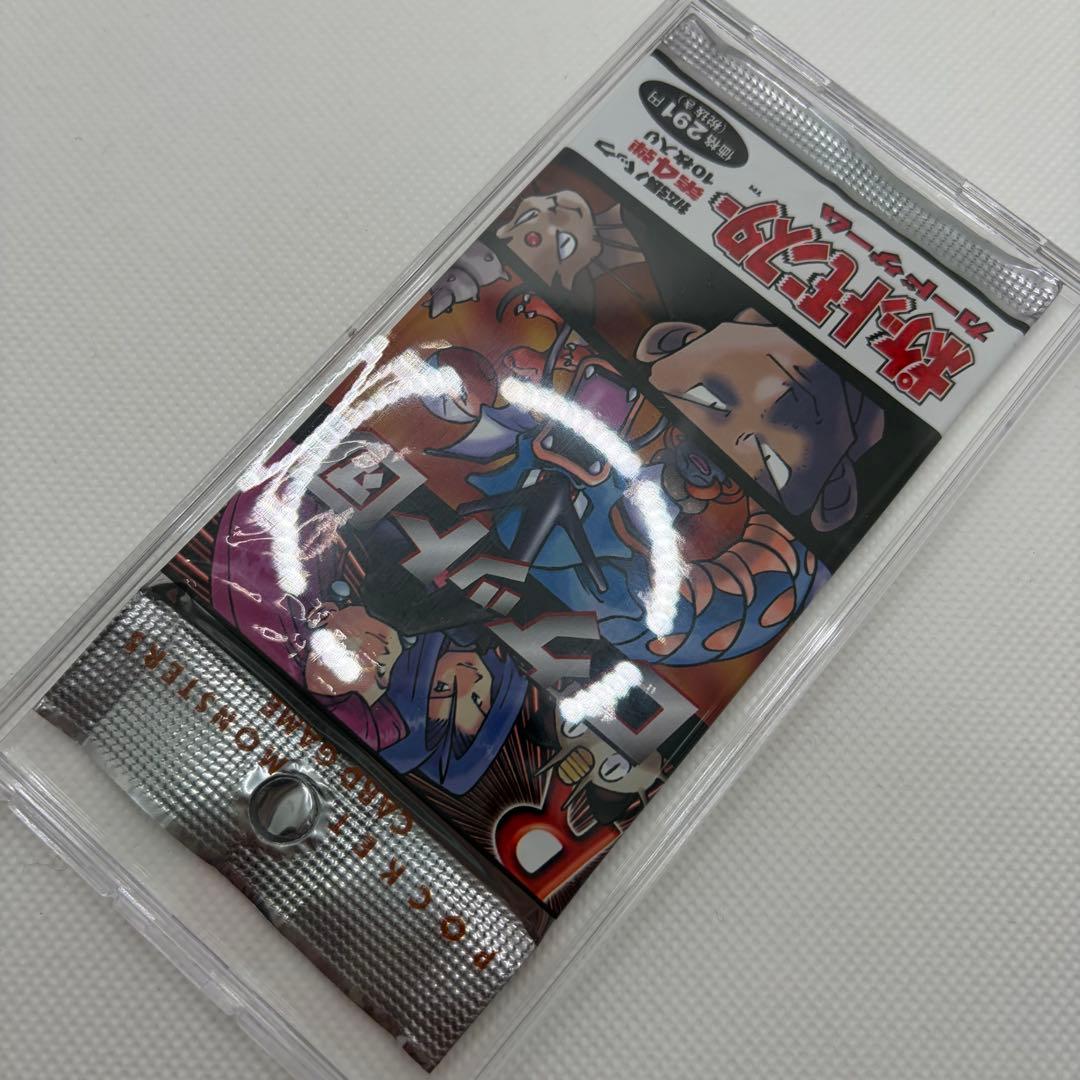 POCKET MONSTERS
CARD GAME
ロケット団
R
ポケットモンスター™
カードゲーム
拡張パック
第4弾
10枚入り
価格291円
(税抜き)